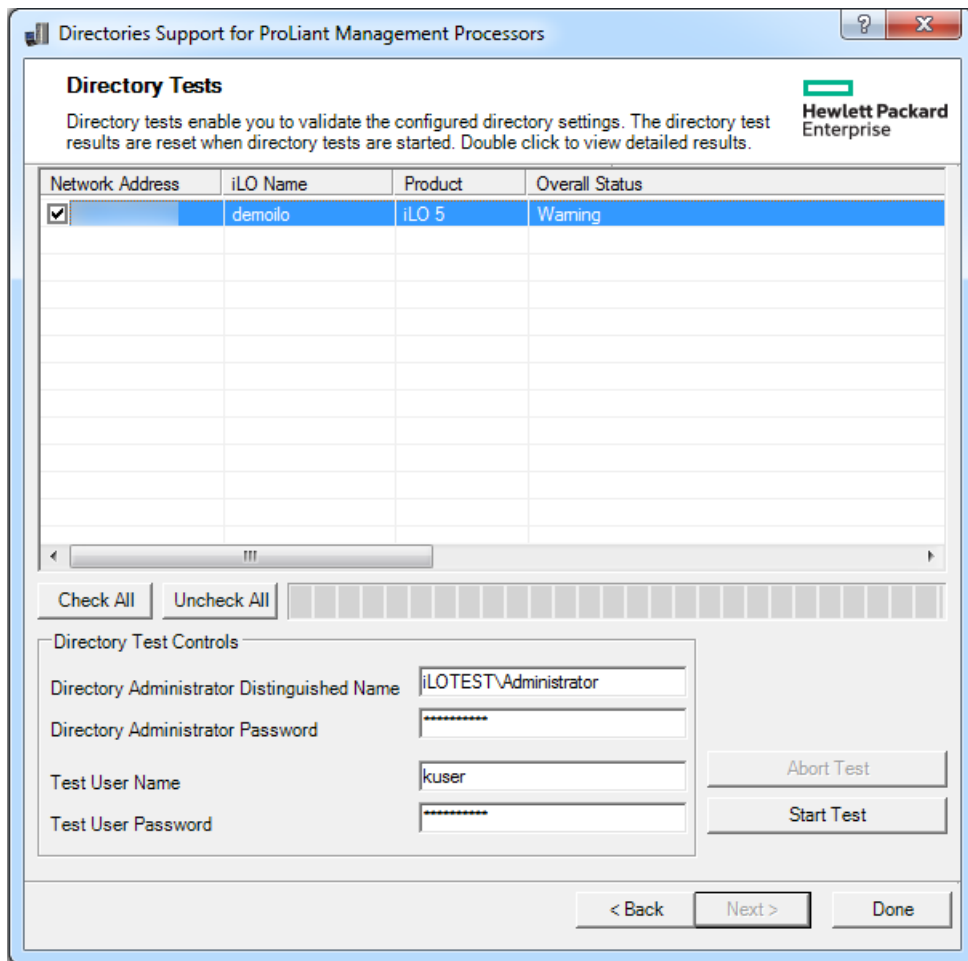 Directories Support for ProLiant Management Processors
Directory Tests
Directory tests enable you to validate the configured directory settings. The directory test
results are reset when directory tests are started. Double click to view detailed results.
Hewlett Packard
Enterprise
Network Address iLO Name Product Overall Status
demoilo iLO 5 Warning
Check All Uncheck All
Directory Test Controls
Directory Administrator Distinguished Name iLOTEST\Administrator
Directory Administrator Password **********
Test User Name kuser
Test User Password **********
Abort Test
Start Test
< Back Next > Done